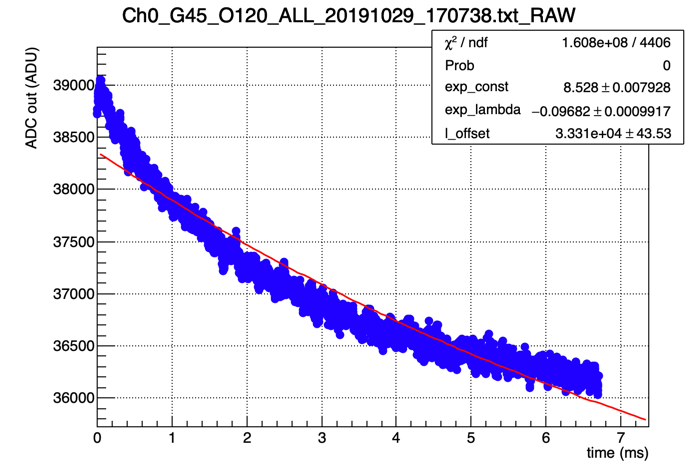 Ch0_G45_O120_ALL_20191029_170738.txt_RAW
χ² / ndf 1.608e+08 / 4406
Prob 0
exp_const 8.528 ± 0.007928
exp_lambda −0.09682 ± 0.0009917
l_offset 3.331e+04 ± 43.53
ADC out (ADU)
39000
38500
38000
37500
37000
36500
36000
0 1 2 3 4 5 6 7
time (ms)